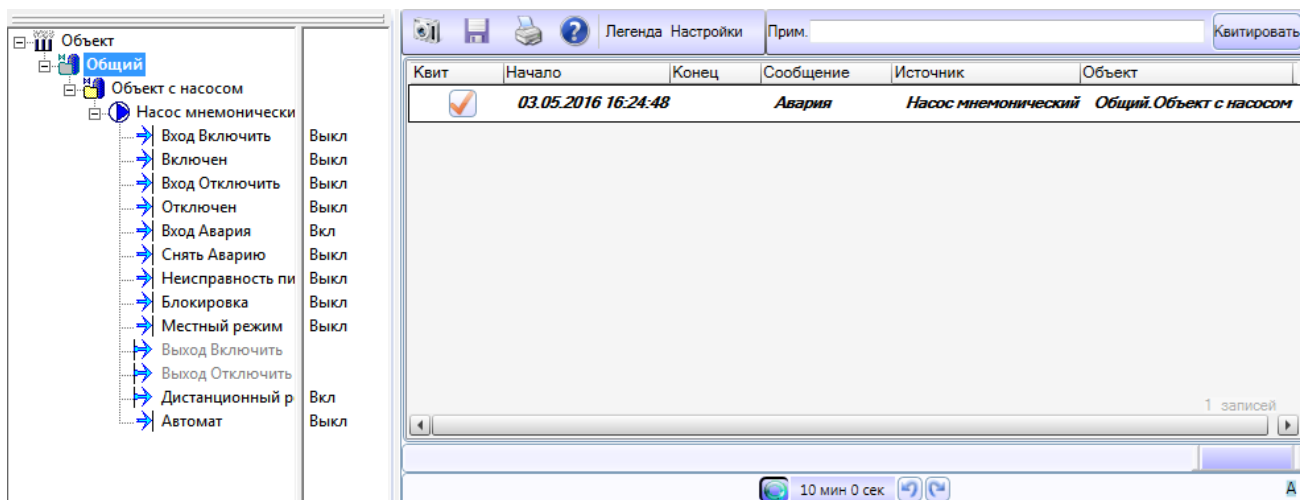 Объект
Общий
Объект с насосом
Насос мнемонически
Вход Включить Выкл
Включен Выкл
Вход Отключить Выкл
Отключен Выкл
Вход Авария Вкл
Снять Аварию Выкл
Неисправность пи Выкл
Блокировка Выкл
Местный режим Выкл
Выход Включить
Выход Отключить
Дистанционный р Вкл
Автомат Выкл
Легенда Настройки Прим. Квитировать
Квит Начало Конец Сообщение Источник Объект
03.05.2016 16:24:48 Авария Насос мнемонический Общий.Объект с насосом
1 записей
10 мин 0 сек
А